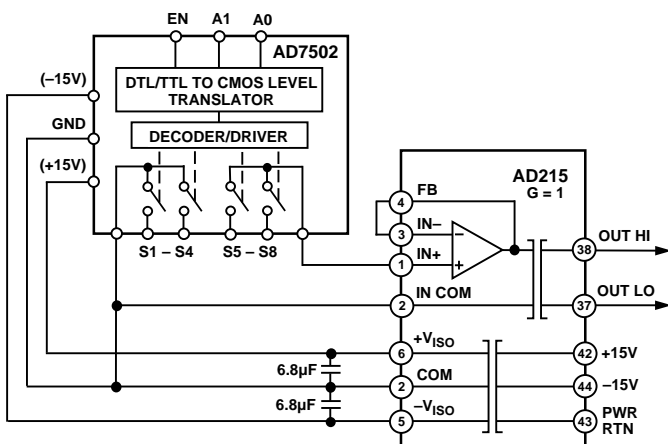 EN A1 A0
AD7502
(–15V)
DTL/TTL TO CMOS LEVEL
TRANSLATOR
GND
DECODER/DRIVER
(+15V)
S1 – S4 S5 – S8
AD215
G = 1
4 FB
3 IN–
1 IN+
2 IN COM
38 OUT HI
37 OUT LO
6 +VISO
2 COM
5 –VISO
6.8µF
6.8µF
42 +15V
44 –15V
43 PWR
RTN